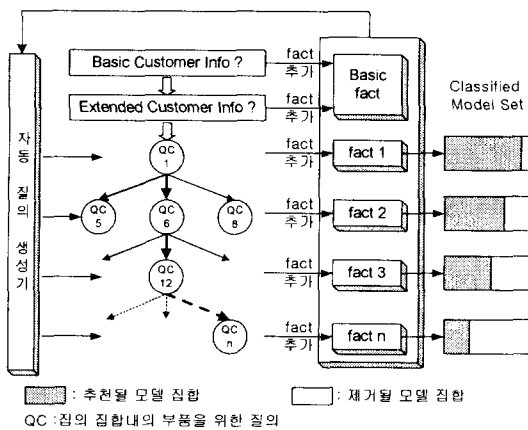 Basic Customer Info ?
Extended Customer Info ?
자동 질의 생성기
QC 1
QC 5
QC 6
QC 8
QC 12
QC n
fact 추가
fact 추가
fact 추가
fact 추가
fact 추가
fact 추가
Basic fact
fact 1
fact 2
fact 3
fact n
Classified Model Set
: 추천될 모델 집합
: 제거될 모델 집합
QC : 집의 집합내의 부품을 위한 질의